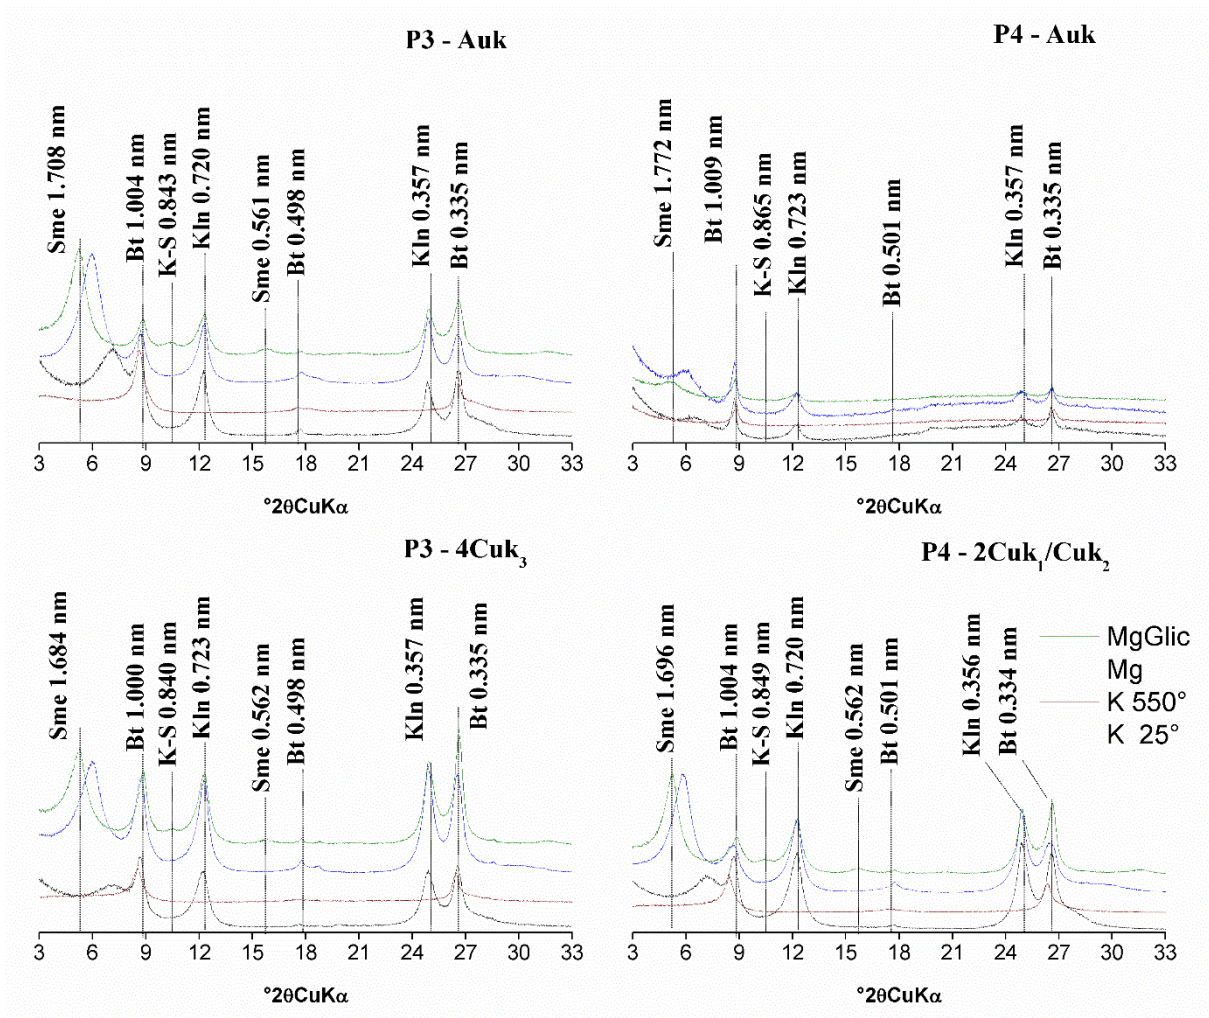 P3 - Auk
Sme 1.708 nm
Bt 1.004 nm
K-S 0.843 nm
Kln 0.720 nm
Sme 0.561 nm
Bt 0.498 nm
Kln 0.357 nm
Bt 0.335 nm
3 6 9 12 15 18 21 24 27 30 33
°2θCuKα
P4 - Auk
Sme 1.772 nm
Bt 1.009 nm
K-S 0.865 nm
Kln 0.723 nm
Bt 0.501 nm
Kln 0.357 nm
Bt 0.335 nm
3 6 9 12 15 18 21 24 27 30 33
°2θCuKα
P3 - 4Cuk₃
Sme 1.684 nm
Bt 1.000 nm
K-S 0.840 nm
Kln 0.723 nm
Sme 0.562 nm
Bt 0.498 nm
Kln 0.357 nm
Bt 0.335 nm
3 6 9 12 15 18 21 24 27 30 33
°2θCuKα
P4 - 2Cuk₁/Cuk₂
Sme 1.696 nm
Bt 1.004 nm
K-S 0.849 nm
Kln 0.720 nm
Sme 0.562 nm
Bt 0.501 nm
Kln 0.356 nm
Bt 0.334 nm
MgGlic
Mg
K 550°
K 25°
3 6 9 12 15 18 21 24 27 30 33
°2θCuKα